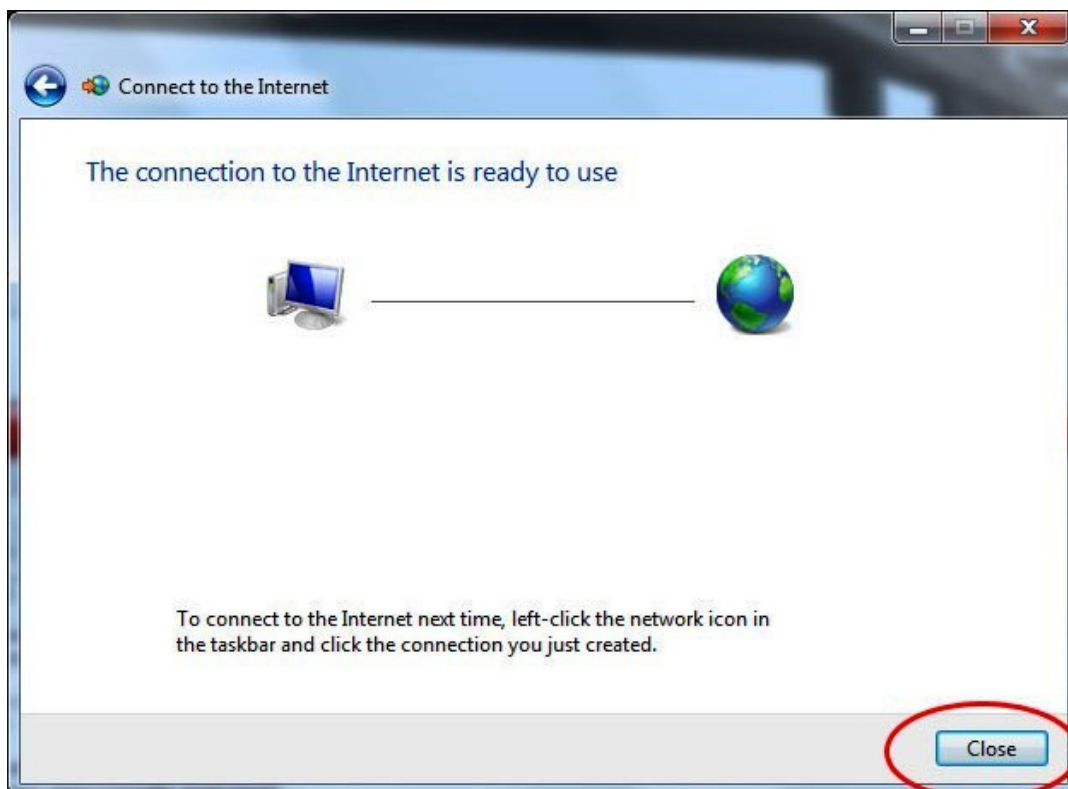 Connect to the Internet
The connection to the Internet is ready to use
To connect to the Internet next time, left-click the network icon in
the taskbar and click the connection you just created.
Close